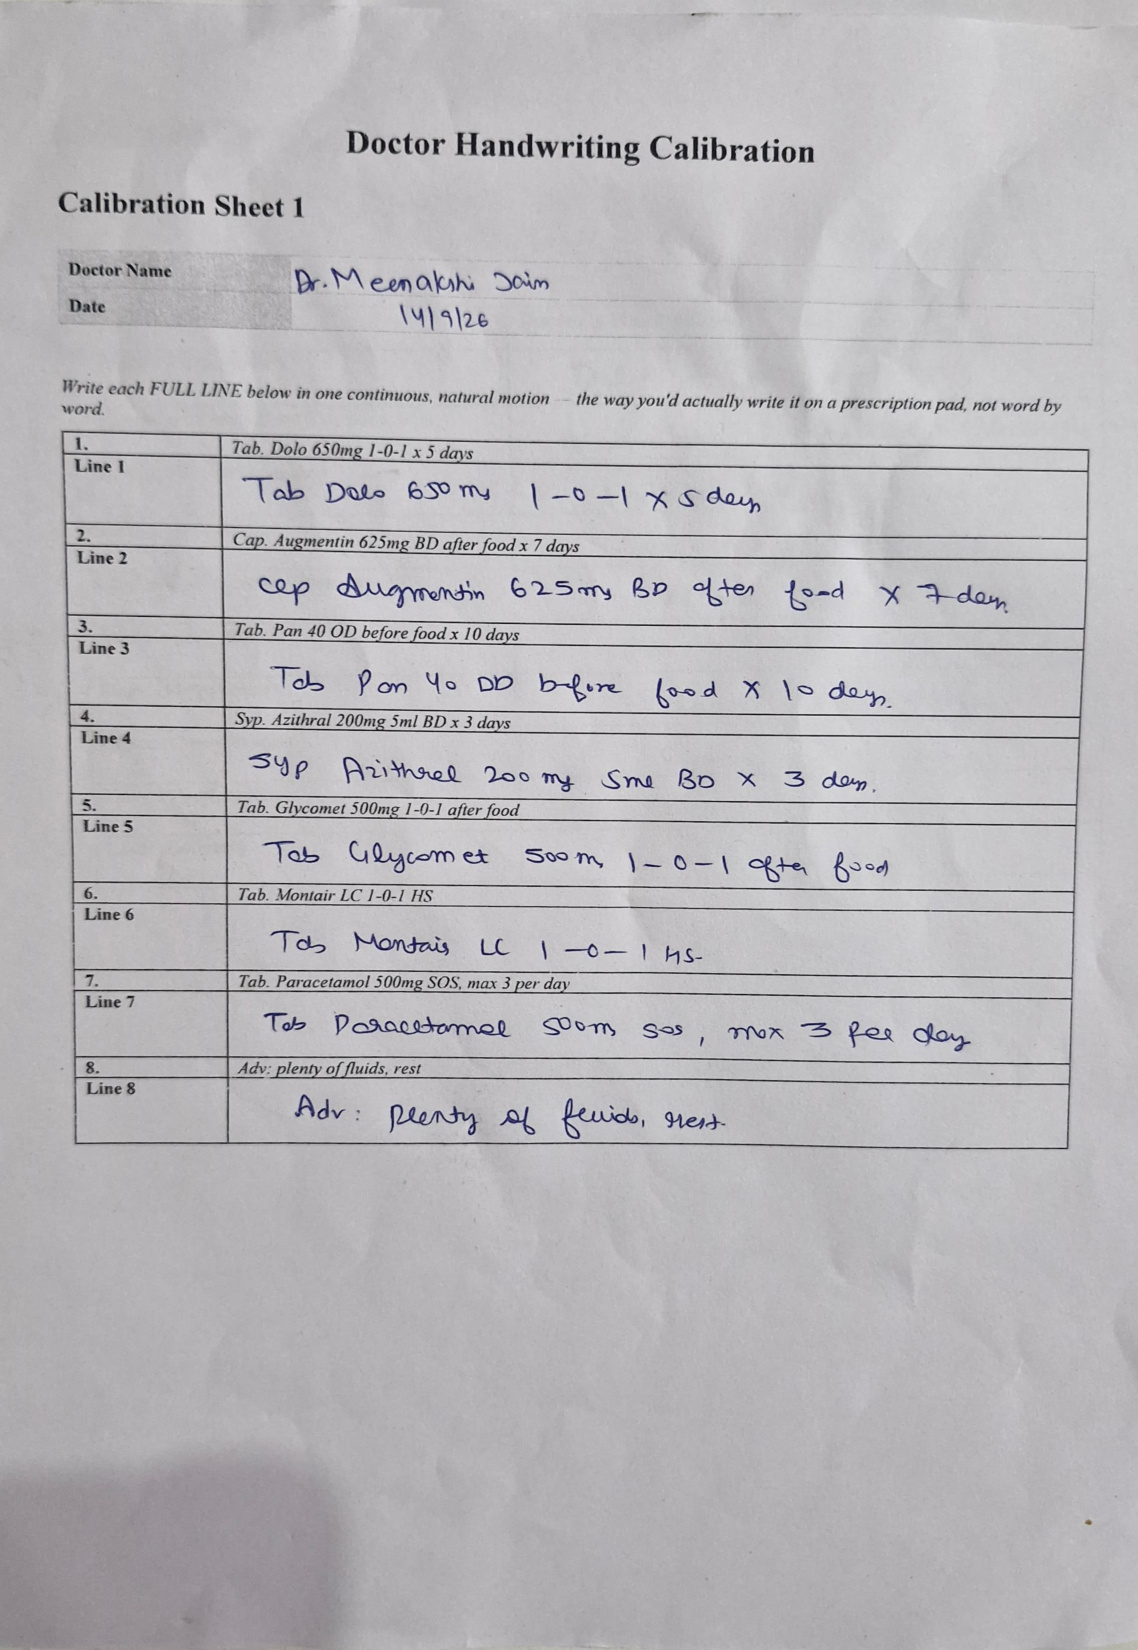 Doctor Handwriting Calibration
Calibration Sheet 1
Doctor Name Dr. Meenakshi Jain
Date 14/9/26
Write each FULL LINE below in one continuous, natural motion — the way you'd actually write it on a prescription pad, not word by
word.
1. Tab. Dolo 650mg 1-0-1 x 5 days
Line 1 Tab Dolo 650mg 1-0-1 x 5 days
2. Cap. Augmentin 625mg BD after food x 7 days
Line 2 Cap Augmentin 625mg BD after food x 7 days
3. Tab. Pan 40 OD before food x 10 days
Line 3 Tab Pan 40 OD before food x 10 days.
4. Syp. Azithral 200mg 5ml BD x 3 days
Line 4 Syp Azithral 200mg 5ml BD x 3 days.
5. Tab. Glycomet 500mg 1-0-1 after food
Line 5 Tab Glycomet 500mg 1-0-1 after food
6. Tab. Montair LC 1-0-1 HS
Line 6 Tab Montair LC 1-0-1 HS-
7. Tab. Paracetamol 500mg SOS, max 3 per day
Line 7 Tab Paracetamol 500mg SOS, max 3 per day
8. Adv: plenty of fluids, rest
Line 8 Adv: plenty of fluids, rest.